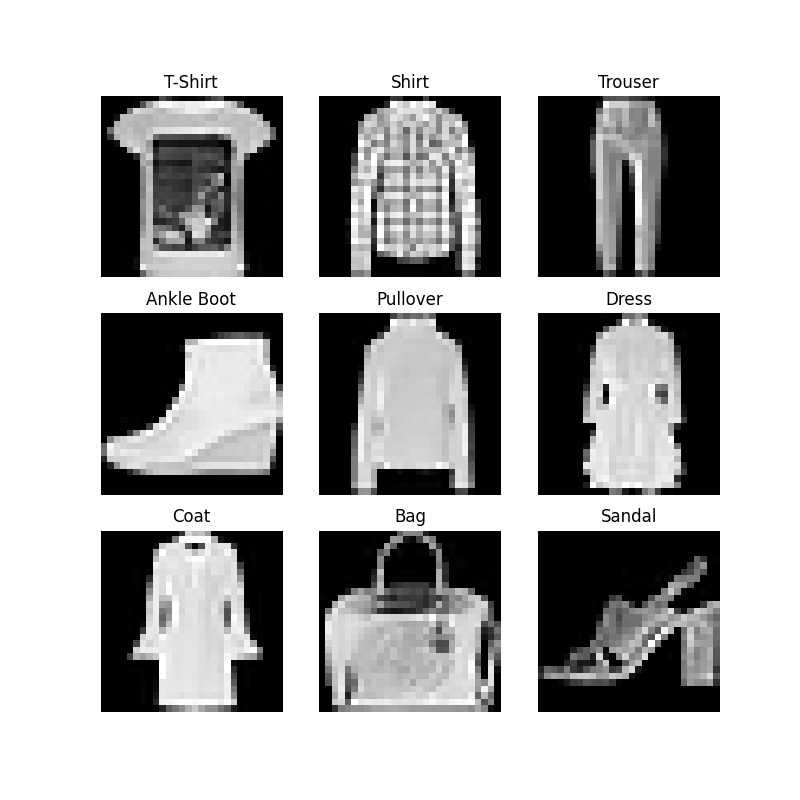 T-Shirt
Shirt
Trouser
Ankle Boot
Pullover
Dress
Coat
Bag
Sandal